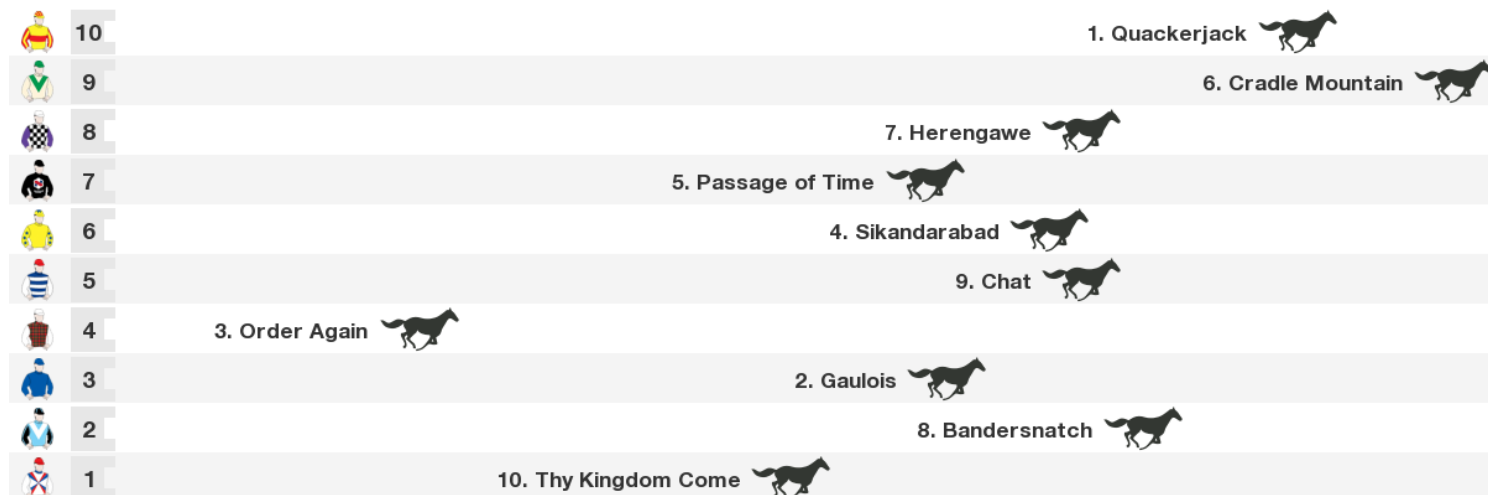 10 1. Quackerjack
9 6. Cradle Mountain
8 7. Herengawe
7 5. Passage of Time
6 4. Sikandarabad
5 9. Chat
4 3. Order Again
3 2. Gaulois
2 8. Bandersnatch
1 10. Thy Kingdom Come